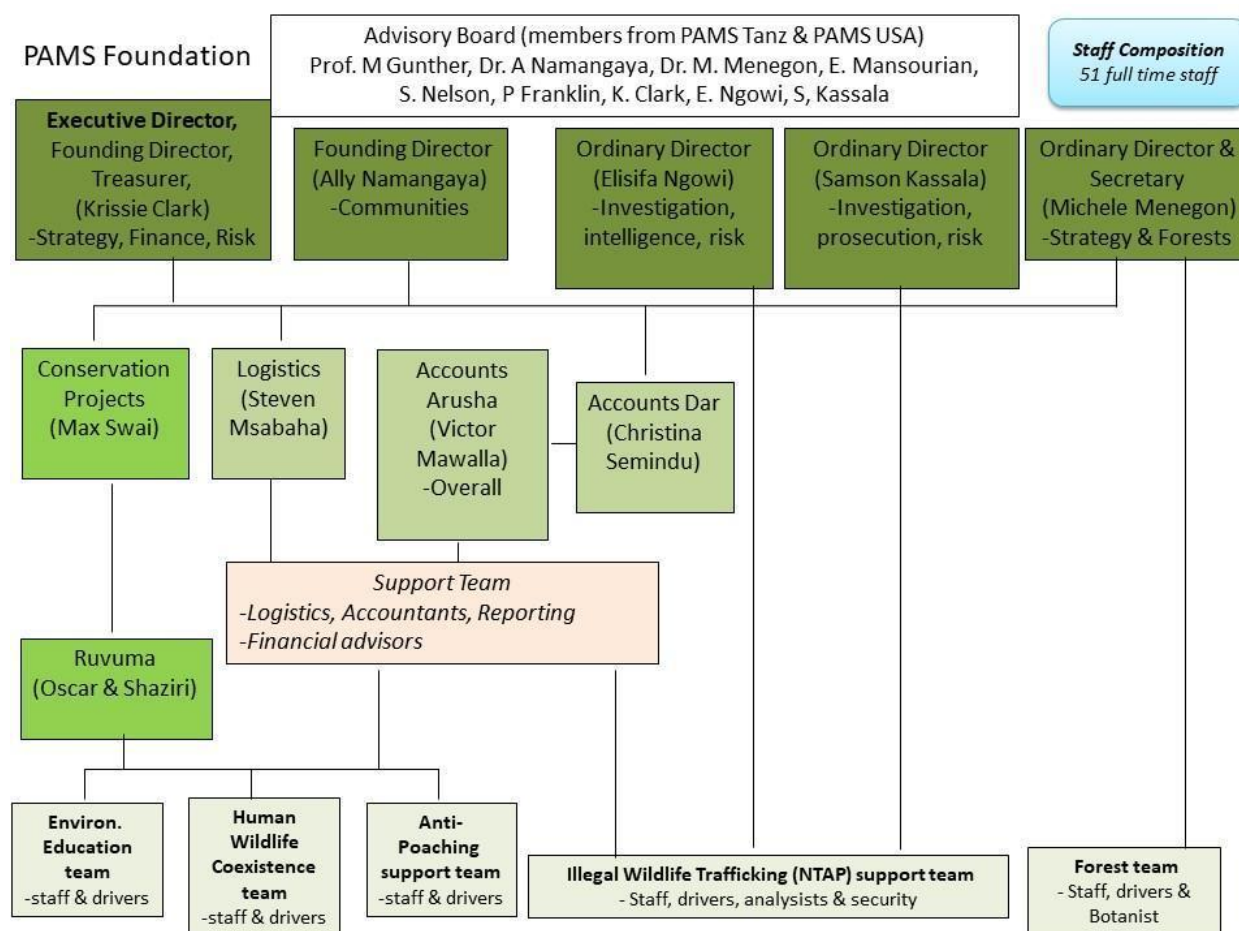 PAMS Foundation
Advisory Board (members from PAMS Tanz & PAMS USA)
Prof. M Gunther, Dr. A Namangaya, Dr. M. Menegon, E. Mansourian,
S. Nelson, P Franklin, K. Clark, E. Ngowi, S, Kassala
Staff Composition
51 full time staff
Executive Director,
Founding Director,
Treasurer,
(Krissie Clark)
-Strategy, Finance, Risk
Founding Director
(Ally Namangaya)
-Communities
Ordinary Director
(Elisifa Ngowi)
-Investigation,
intelligence, risk
Ordinary Director
(Samson Kassala)
-Investigation,
prosecution, risk
Ordinary Director &
Secretary
(Michele Menegon)
-Strategy & Forests
Conservation
Projects
(Max Swai)
Logistics
(Steven
Msabaha)
Accounts
Arusha
(Victor
Mawalla)
-Overall
Accounts Dar
(Christina
Semindu)
Support Team
-Logistics, Accountants, Reporting
-Financial advisors
Ruvuma
(Oscar & Shaziri)
Environ.
Education
team
-staff & drivers
Human
Wildlife
Coexistence
team
-staff & drivers
Anti-
Poaching
support team
-staff & drivers
Illegal Wildlife Trafficking (NTAP) support team
- Staff, drivers, analysists & security
Forest team
- Staff, drivers &
Botanist